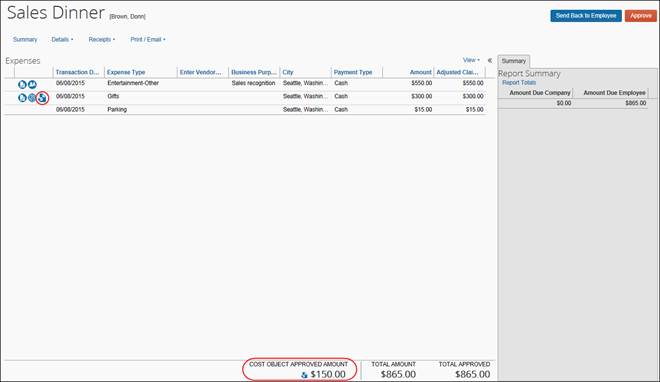 Sales Dinner [Brown, Donn]
Send Back to Employee Approve
Summary Details Receipts Print / Email
Expenses
View
Transaction D... Expense Type Enter Vendor... Business Purp... City Payment Type Amount Adjusted Clai...
06/08/2015 Entertainment-Other Sales recognition Seattle, Washin... Cash $550.00 $550.00
06/08/2015 Gifts Seattle, Washin... Cash $300.00 $300.00
06/08/2015 Parking Seattle, Washin... Cash $15.00 $15.00
COST OBJECT APPROVED AMOUNT TOTAL AMOUNT TOTAL APPROVED
$150.00 $865.00 $865.00
«
Summary
Report Summary
Report Totals
Amount Due Company Amount Due Employee
$0.00 $865.00